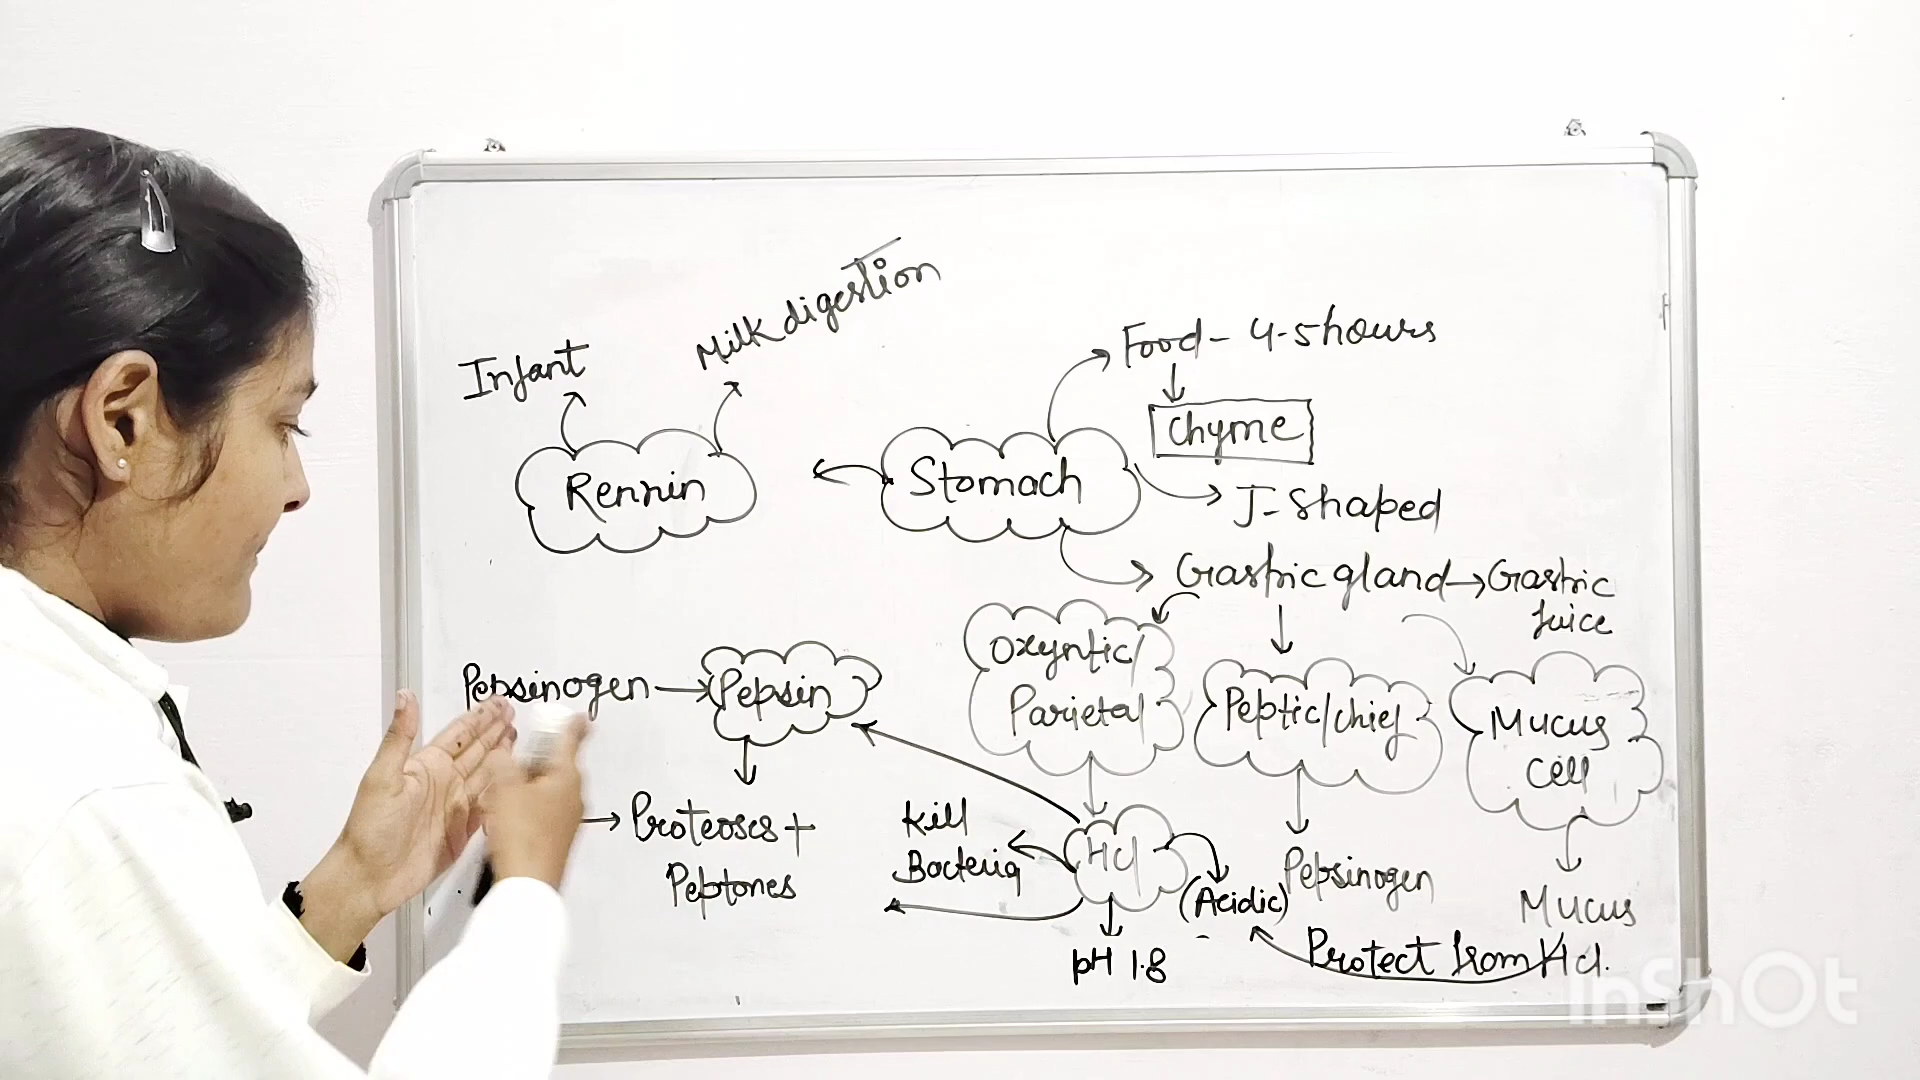 Infant
Milk digestion
Rennin
Stomach
Food - 4-5 hours
Chyme
J-Shaped
Gastric gland → Gastric
Juice
Oxyntic/
Parietal
Peptic/chief
Mucus
Cell
Pepsinogen → Pepsin
→ Proteoses +
Peptones
Kill
Bacteria
HCl
(Acidic)
pH 1.8
Pepsinogen
Mucus
Protect from HCl.
InShOt